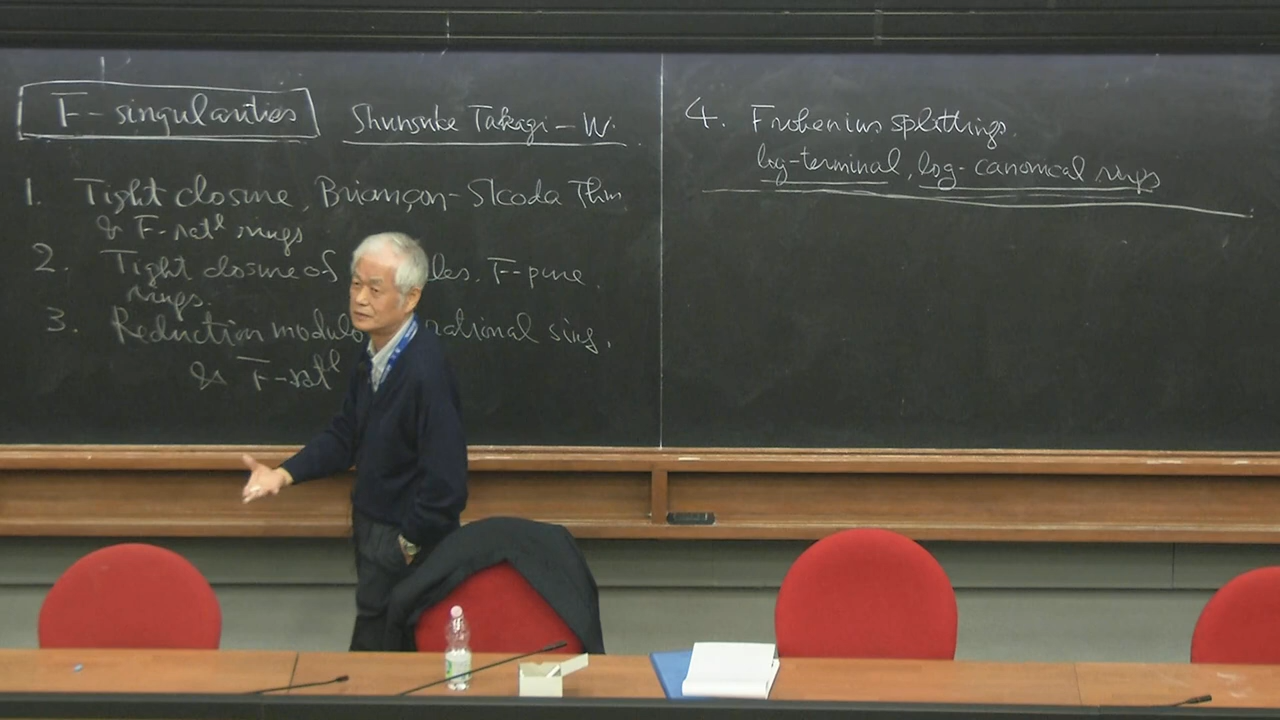 F-singularities Shunsuke Takagi - W.
1. Tight closure, Briançon-Skoda Thm
& F-rat'l rings
2. Tight closure of les. F-pure
rings.
3. Reduction modulo rational sing.
& F-rat'l
4. Frobenius splittings.
log-terminal, log-canonical rings